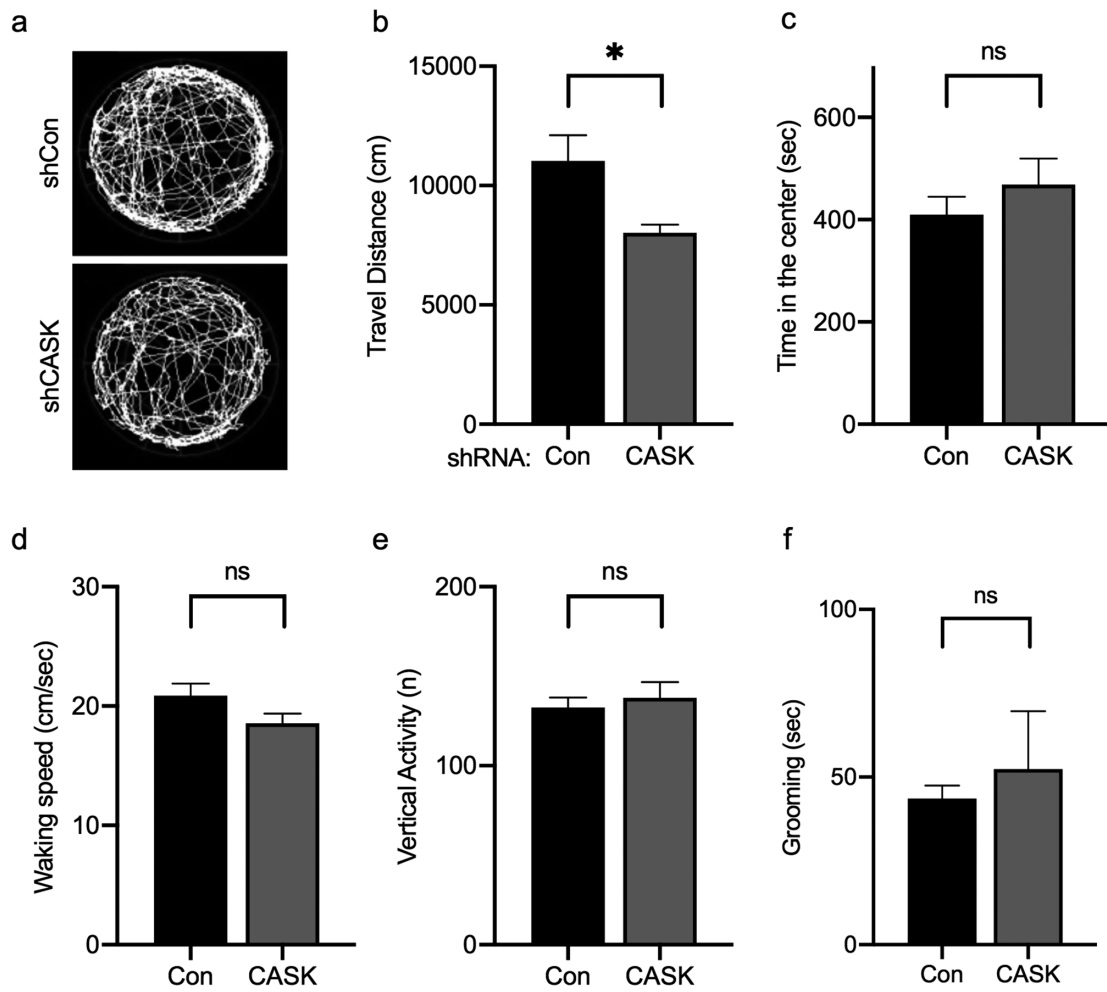 a
shCon
shCASK
b
*
15000
10000
5000
0
Travel Distance (cm)
shRNA: Con CASK
c
ns
600
400
200
0
Time in the center (sec)
Con CASK
d
ns
30
20
10
0
Waking speed (cm/sec)
Con CASK
e
ns
200
100
0
Vertical Activity (n)
Con CASK
f
ns
100
50
0
Grooming (sec)
Con CASK